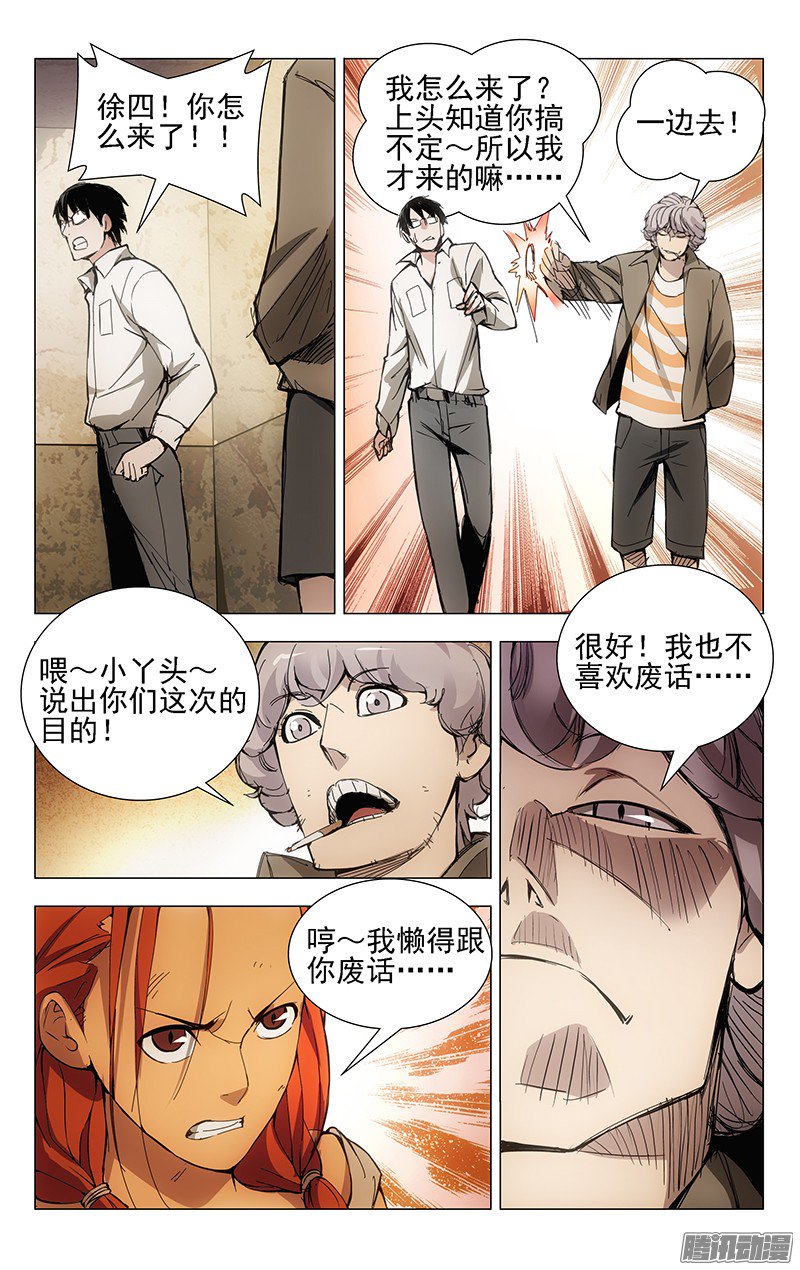 徐四！你怎
么来了！！
我怎么来了？
上头知道你搞
不定～所以我
才来的嘛……
一边去！
喂～小丫头～
说出你们这次的
目的！
哼～我懒得跟
你废话……
很好！我也不
喜欢废话……
腾讯动漫